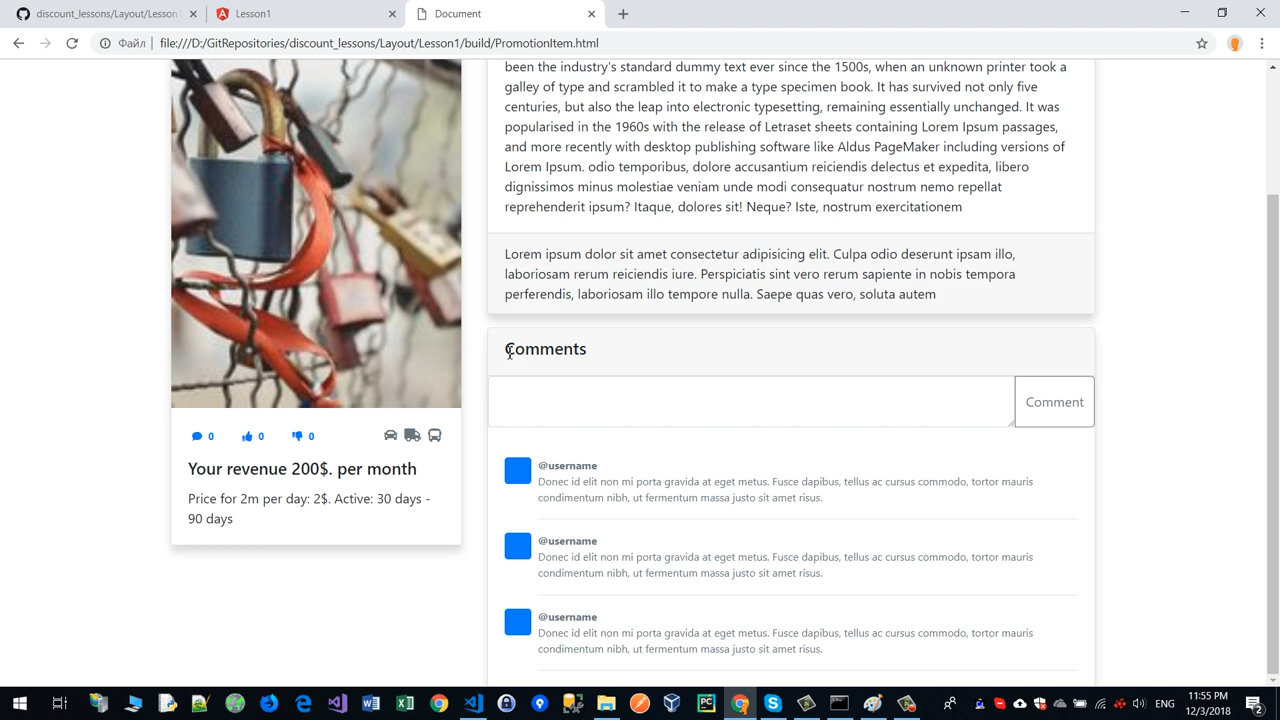 discount_lessons/Layout/Lesson
Lesson1
Document
Файл
file:///D:/GitRepositories/discount_lessons/Layout/Lesson1/build/PromotionItem.html
been the industry's standard dummy text ever since the 1500s, when an unknown printer took a
galley of type and scrambled it to make a type specimen book. It has survived not only five
centuries, but also the leap into electronic typesetting, remaining essentially unchanged. It was
popularised in the 1960s with the release of Letraset sheets containing Lorem Ipsum passages,
and more recently with desktop publishing software like Aldus PageMaker including versions of
Lorem Ipsum. odio temporibus, dolore accusantium reiciendis delectus et expedita, libero
dignissimos minus molestiae veniam unde modi consequatur nostrum nemo repellat
reprehenderit ipsum? Itaque, dolores sit! Neque? Iste, nostrum exercitationem
Lorem ipsum dolor sit amet consectetur adipisicing elit. Culpa odio deserunt ipsam illo,
laboriosam rerum reiciendis iure. Perspiciatis sint vero rerum sapiente in nobis tempora
perferendis, laboriosam illo tempore nulla. Saepe quas vero, soluta autem
Comments
Comment
0 0 0
Your revenue 200$. per month
Price for 2m per day: 2$. Active: 30 days -
90 days
@username
Donec id elit non mi porta gravida at eget metus. Fusce dapibus, tellus ac cursus commodo, tortor mauris
condimentum nibh, ut fermentum massa justo sit amet risus.
@username
Donec id elit non mi porta gravida at eget metus. Fusce dapibus, tellus ac cursus commodo, tortor mauris
condimentum nibh, ut fermentum massa justo sit amet risus.
@username
Donec id elit non mi porta gravida at eget metus. Fusce dapibus, tellus ac cursus commodo, tortor mauris
condimentum nibh, ut fermentum massa justo sit amet risus.
ENG
11:55 PM
12/3/2018
2